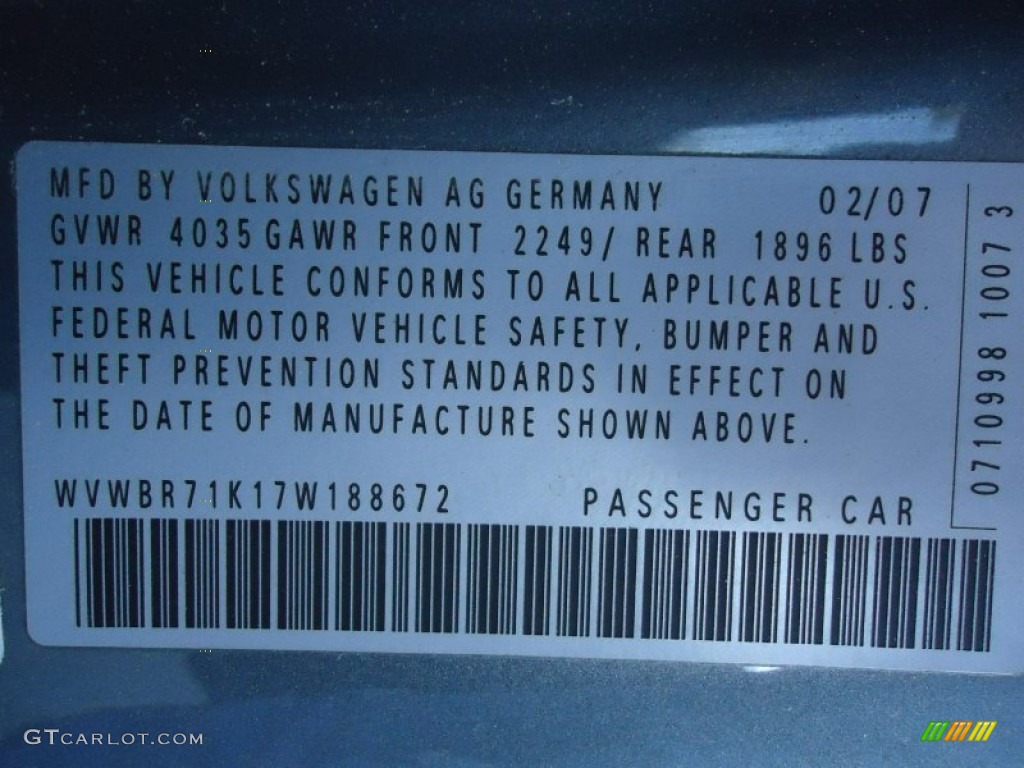 MFD BY VOLKSWAGEN AG GERMANY 02/07
GVWR 4035 GAWR FRONT 2249/ REAR 1896 LBS
THIS VEHICLE CONFORMS TO ALL APPLICABLE U.S.
FEDERAL MOTOR VEHICLE SAFETY, BUMPER AND
THEFT PREVENTION STANDARDS IN EFFECT ON
THE DATE OF MANUFACTURE SHOWN ABOVE.
WVWBR71K17W188672 PASSENGER CAR
0710998 1007 3
GTCARLOT.COM